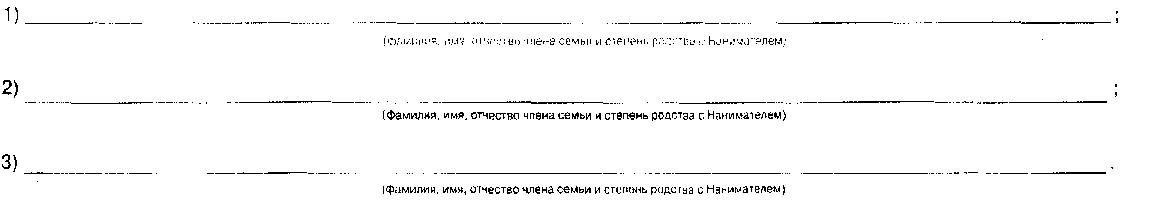 1) ;
(фамилия, имя, отчество члена семьи и степень родства с Нанимателем)
2) ;
(Фамилия, имя, отчество члена семьи и степень родства с Нанимателем)
3) .
(Фамилия, имя, отчество члена семьи и степень родства с Нанимателем)